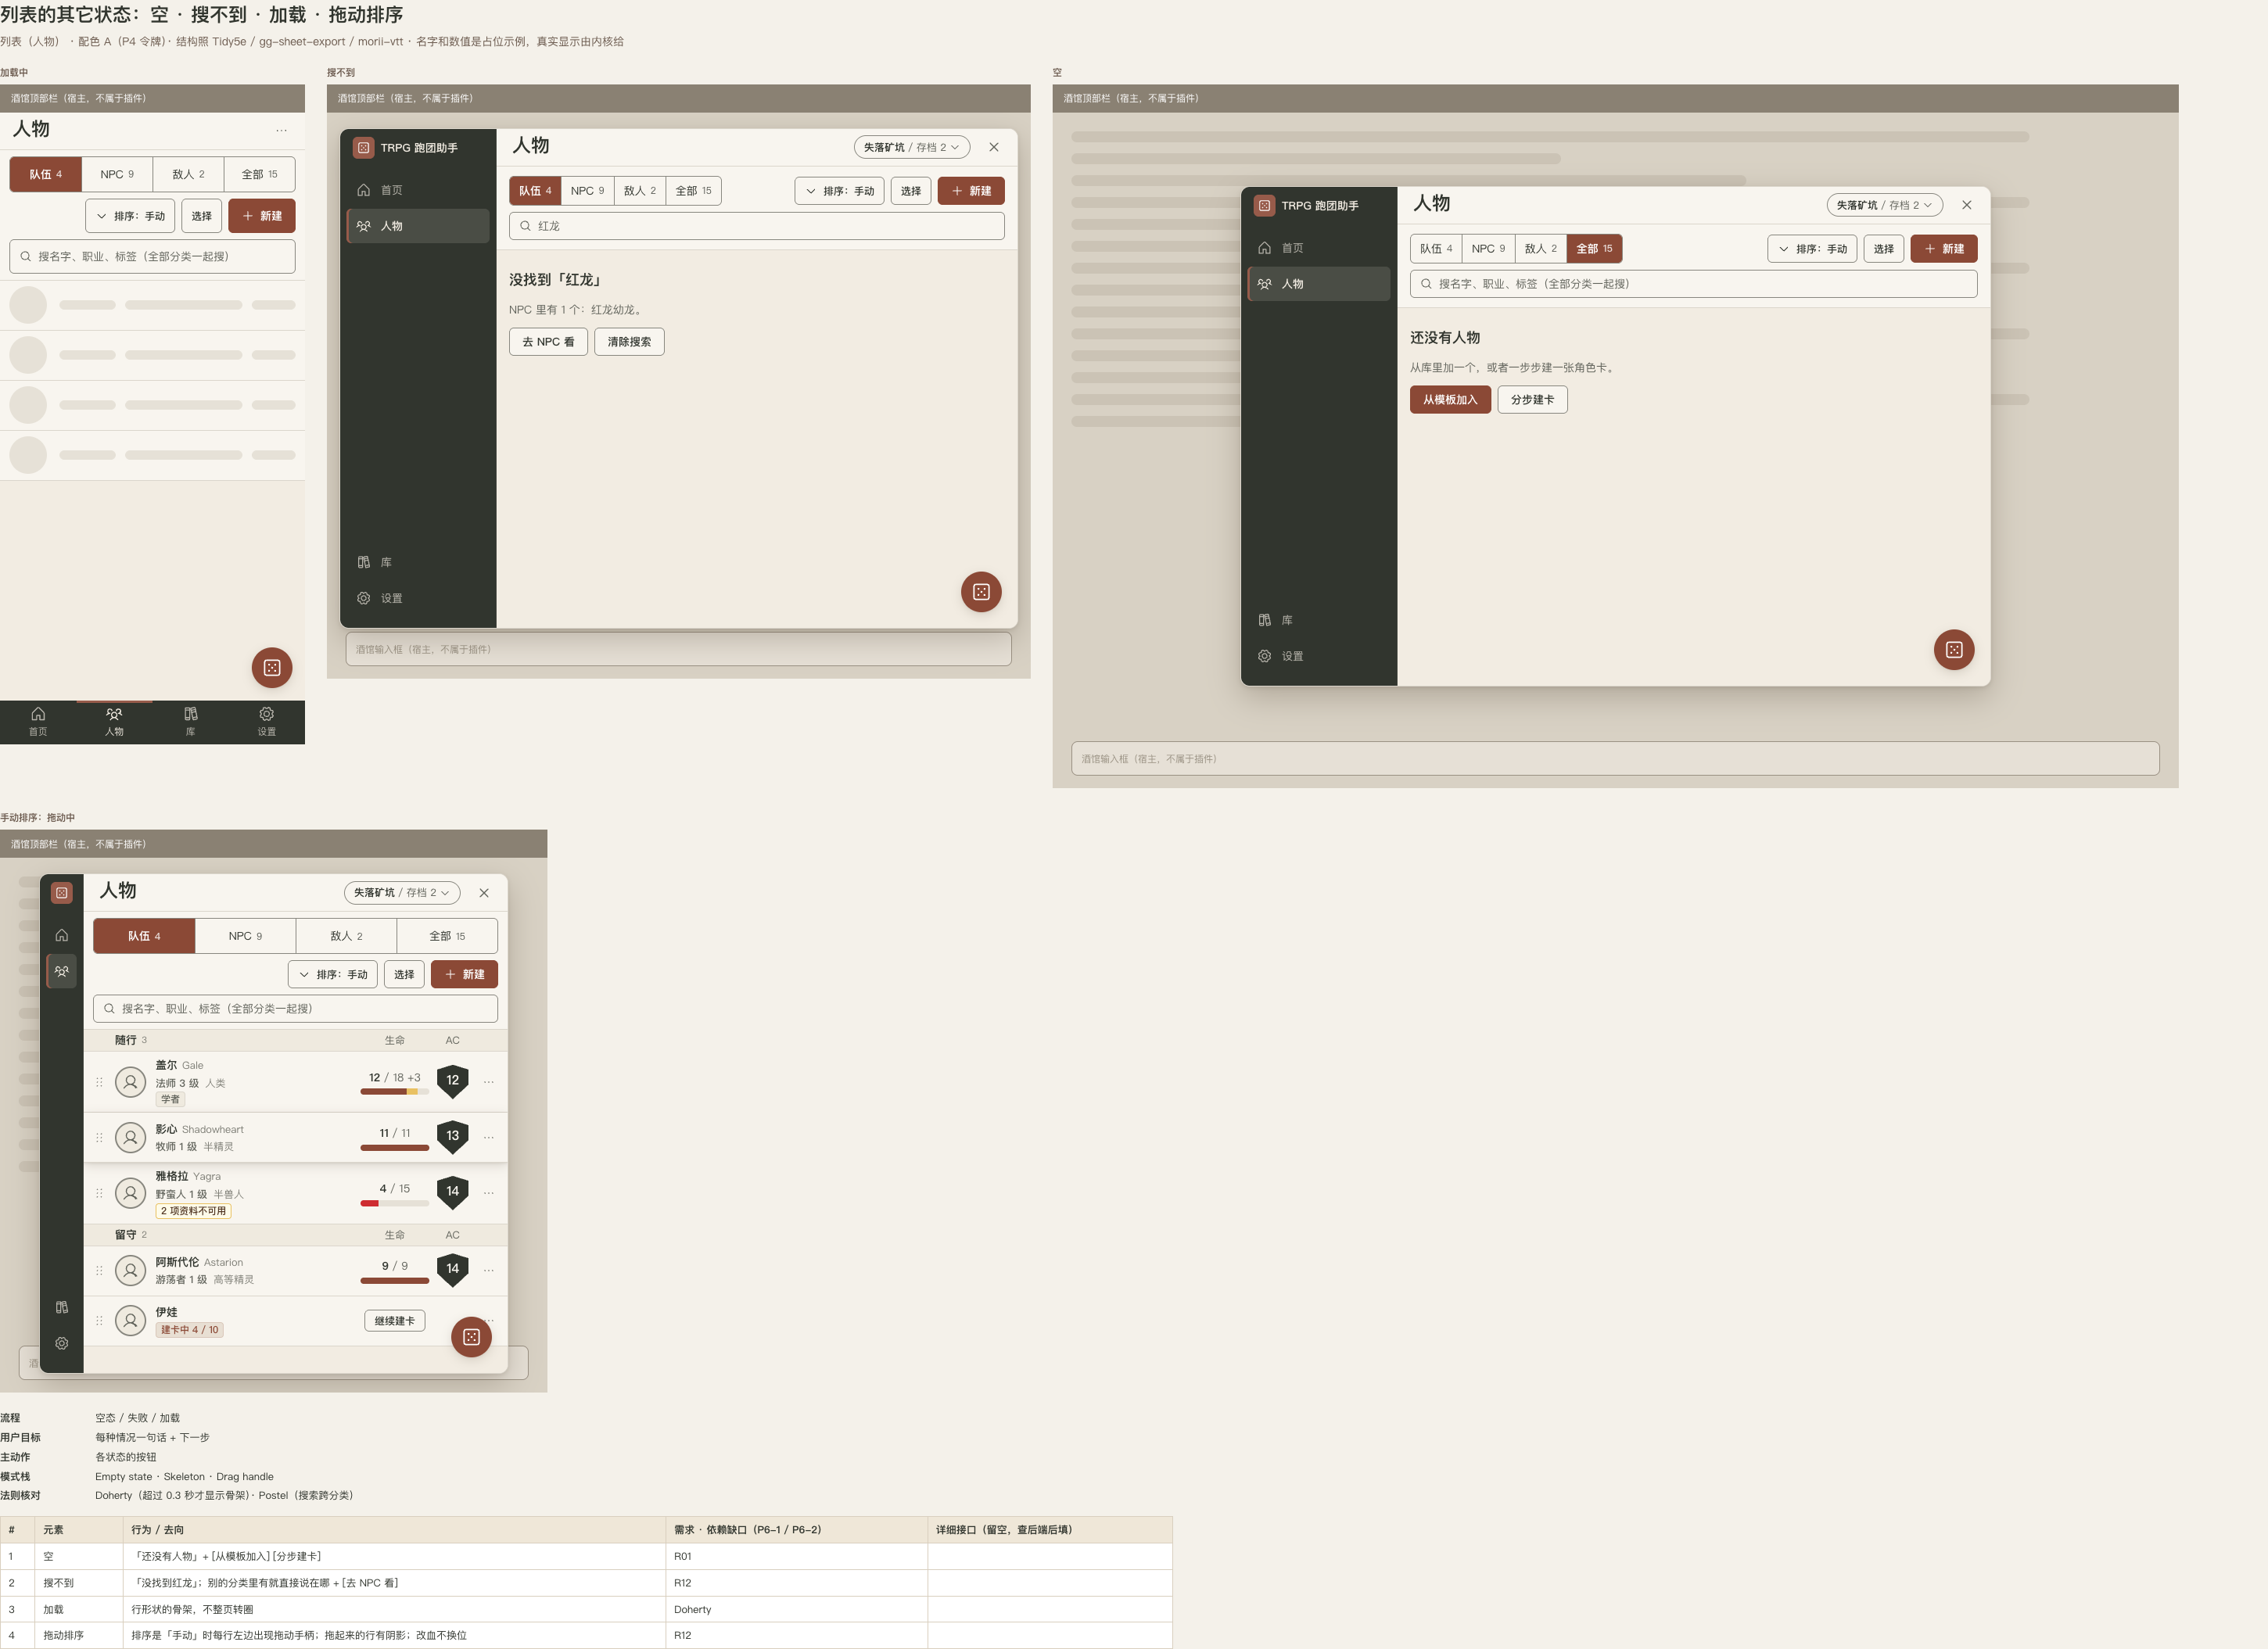 列表的其它状态：空 · 搜不到 · 加载 · 拖动排序
列表（人物） · 配色 A（P4 令牌）· 结构照 Tidy5e / gg-sheet-export / morii-vtt · 名字和数值是占位示例，真实显示由内核给
加载中
酒馆顶部栏（宿主，不属于插件）
人物
···
队伍 4 NPC 9 敌人 2 全部 15
排序：手动 选择 新建
搜名字、职业、标签（全部分类一起搜）
首页 人物 库 设置
搜不到
酒馆顶部栏（宿主，不属于插件）
TRPG 跑团助手
首页
人物
库
设置
人物
失落矿坑 / 存档 2
队伍 4 NPC 9 敌人 2 全部 15
排序：手动 选择 新建
红龙
没找到「红龙」
NPC 里有 1 个：红龙幼龙。
去 NPC 看 清除搜索
酒馆输入框（宿主，不属于插件）
空
酒馆顶部栏（宿主，不属于插件）
TRPG 跑团助手
首页
人物
库
设置
人物
失落矿坑 / 存档 2
队伍 4 NPC 9 敌人 2 全部 15
排序：手动 选择 新建
搜名字、职业、标签（全部分类一起搜）
还没有人物
从库里加一个，或者一步步建一张角色卡。
从模板加入 分步建卡
酒馆输入框（宿主，不属于插件）
手动排序：拖动中
酒馆顶部栏（宿主，不属于插件）
人物
失落矿坑 / 存档 2
队伍 4 NPC 9 敌人 2 全部 15
排序：手动 选择 新建
搜名字、职业、标签（全部分类一起搜）
随行 3 生命 AC
盖尔 Gale
法师 3 级 人类
学者
12 / 18 +3
12
···
影心 Shadowheart
牧师 1 级 半精灵
11 / 11
13
···
雅格拉 Yagra
野蛮人 1 级 半兽人
2 项资料不可用
4 / 15
14
···
留守 2 生命 AC
阿斯代伦 Astarion
游荡者 1 级 高等精灵
9 / 9
14
···
伊娃
建卡中 4 / 10
继续建卡
酒
流程 空态 / 失败 / 加载
用户目标 每种情况一句话 + 下一步
主动作 各状态的按钮
模式栈 Empty state · Skeleton · Drag handle
法则核对 Doherty（超过 0.3 秒才显示骨架）· Postel（搜索跨分类）
# 元素 行为 / 去向 需求 · 依赖缺口（P6-1 / P6-2） 详细接口（留空，查后端后填）
1 空 「还没有人物」+ [从模板加入] [分步建卡] R01
2 搜不到 「没找到红龙」；别的分类里有就直接说在哪 + [去 NPC 看] R12
3 加载 行形状的骨架，不整页转圈 Doherty
4 拖动排序 排序是「手动」时每行左边出现拖动手柄；拖起来的行有阴影；改血不换位 R12